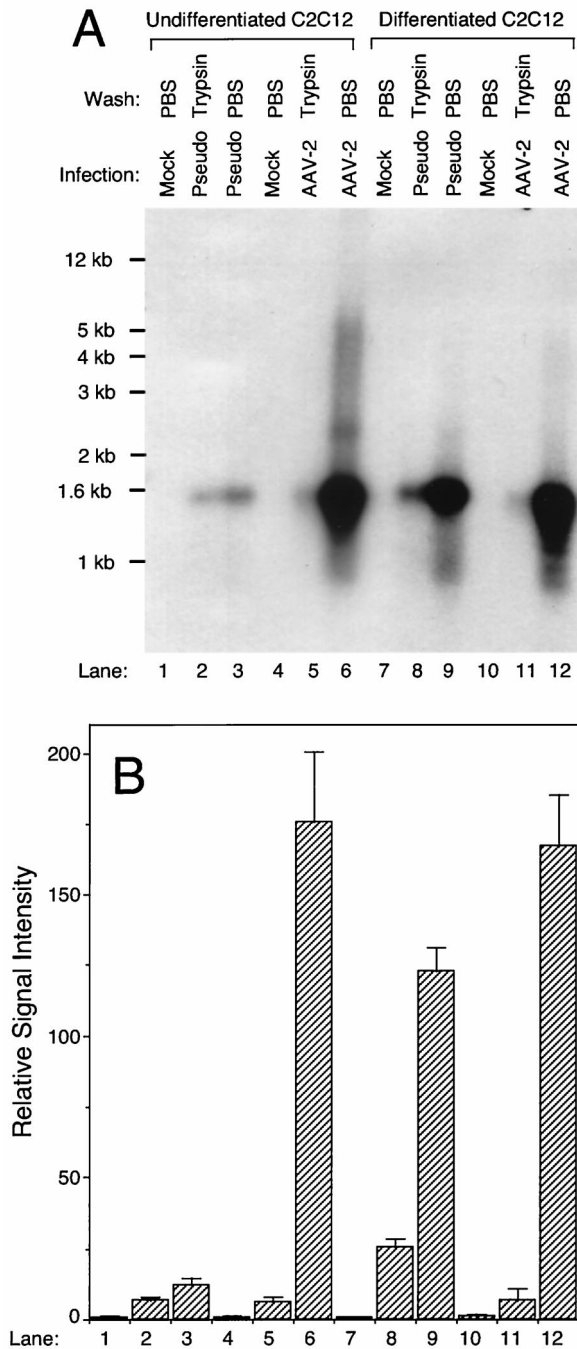 A
Undifferentiated C2C12 Differentiated C2C12
Wash: PBS Trypsin PBS PBS Trypsin PBS PBS Trypsin PBS PBS Trypsin PBS
Infection: Mock Pseudo Pseudo Mock AAV-2 AAV-2 Mock Pseudo Pseudo Mock AAV-2 AAV-2
12 kb
5 kb
4 kb
3 kb
2 kb
1.6 kb
1 kb
Lane: 1 2 3 4 5 6 7 8 9 10 11 12
B
Relative Signal Intensity
200
150
100
50
0
Lane: 1 2 3 4 5 6 7 8 9 10 11 12